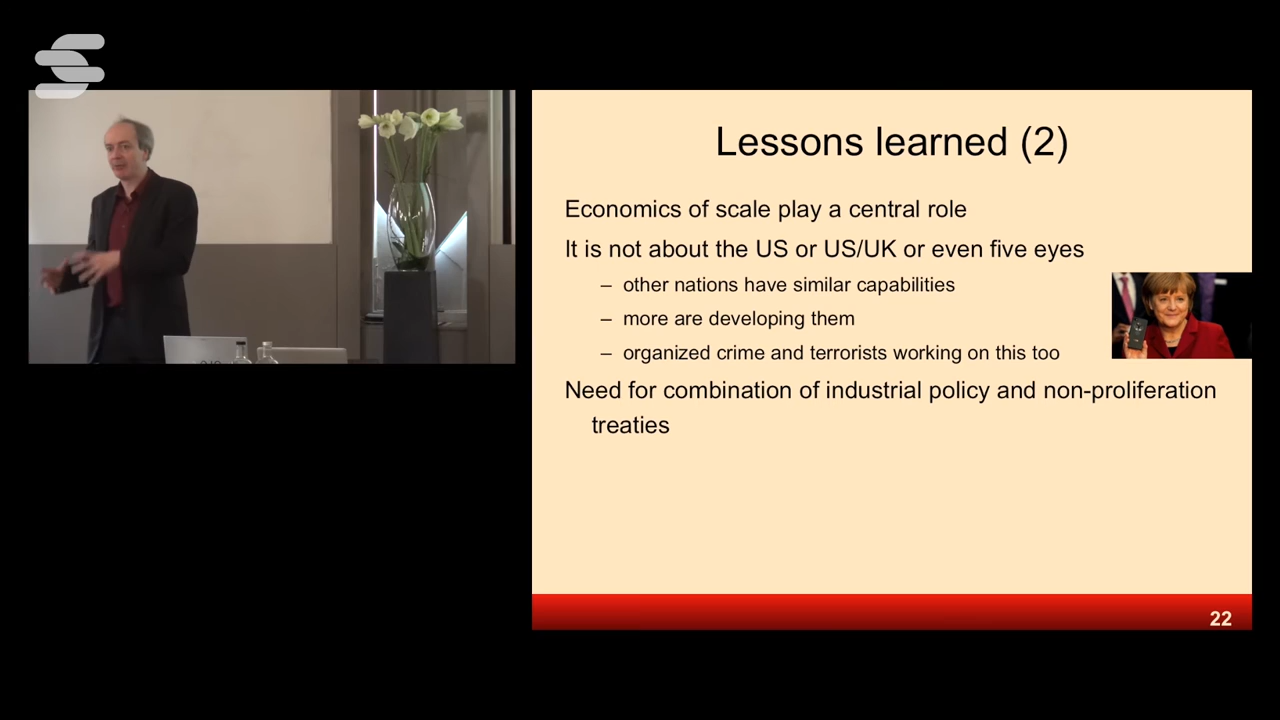 Lessons learned (2)
Economics of scale play a central role
It is not about the US or US/UK or even five eyes
– other nations have similar capabilities
– more are developing them
– organized crime and terrorists working on this too
Need for combination of industrial policy and non-proliferation
treaties
22